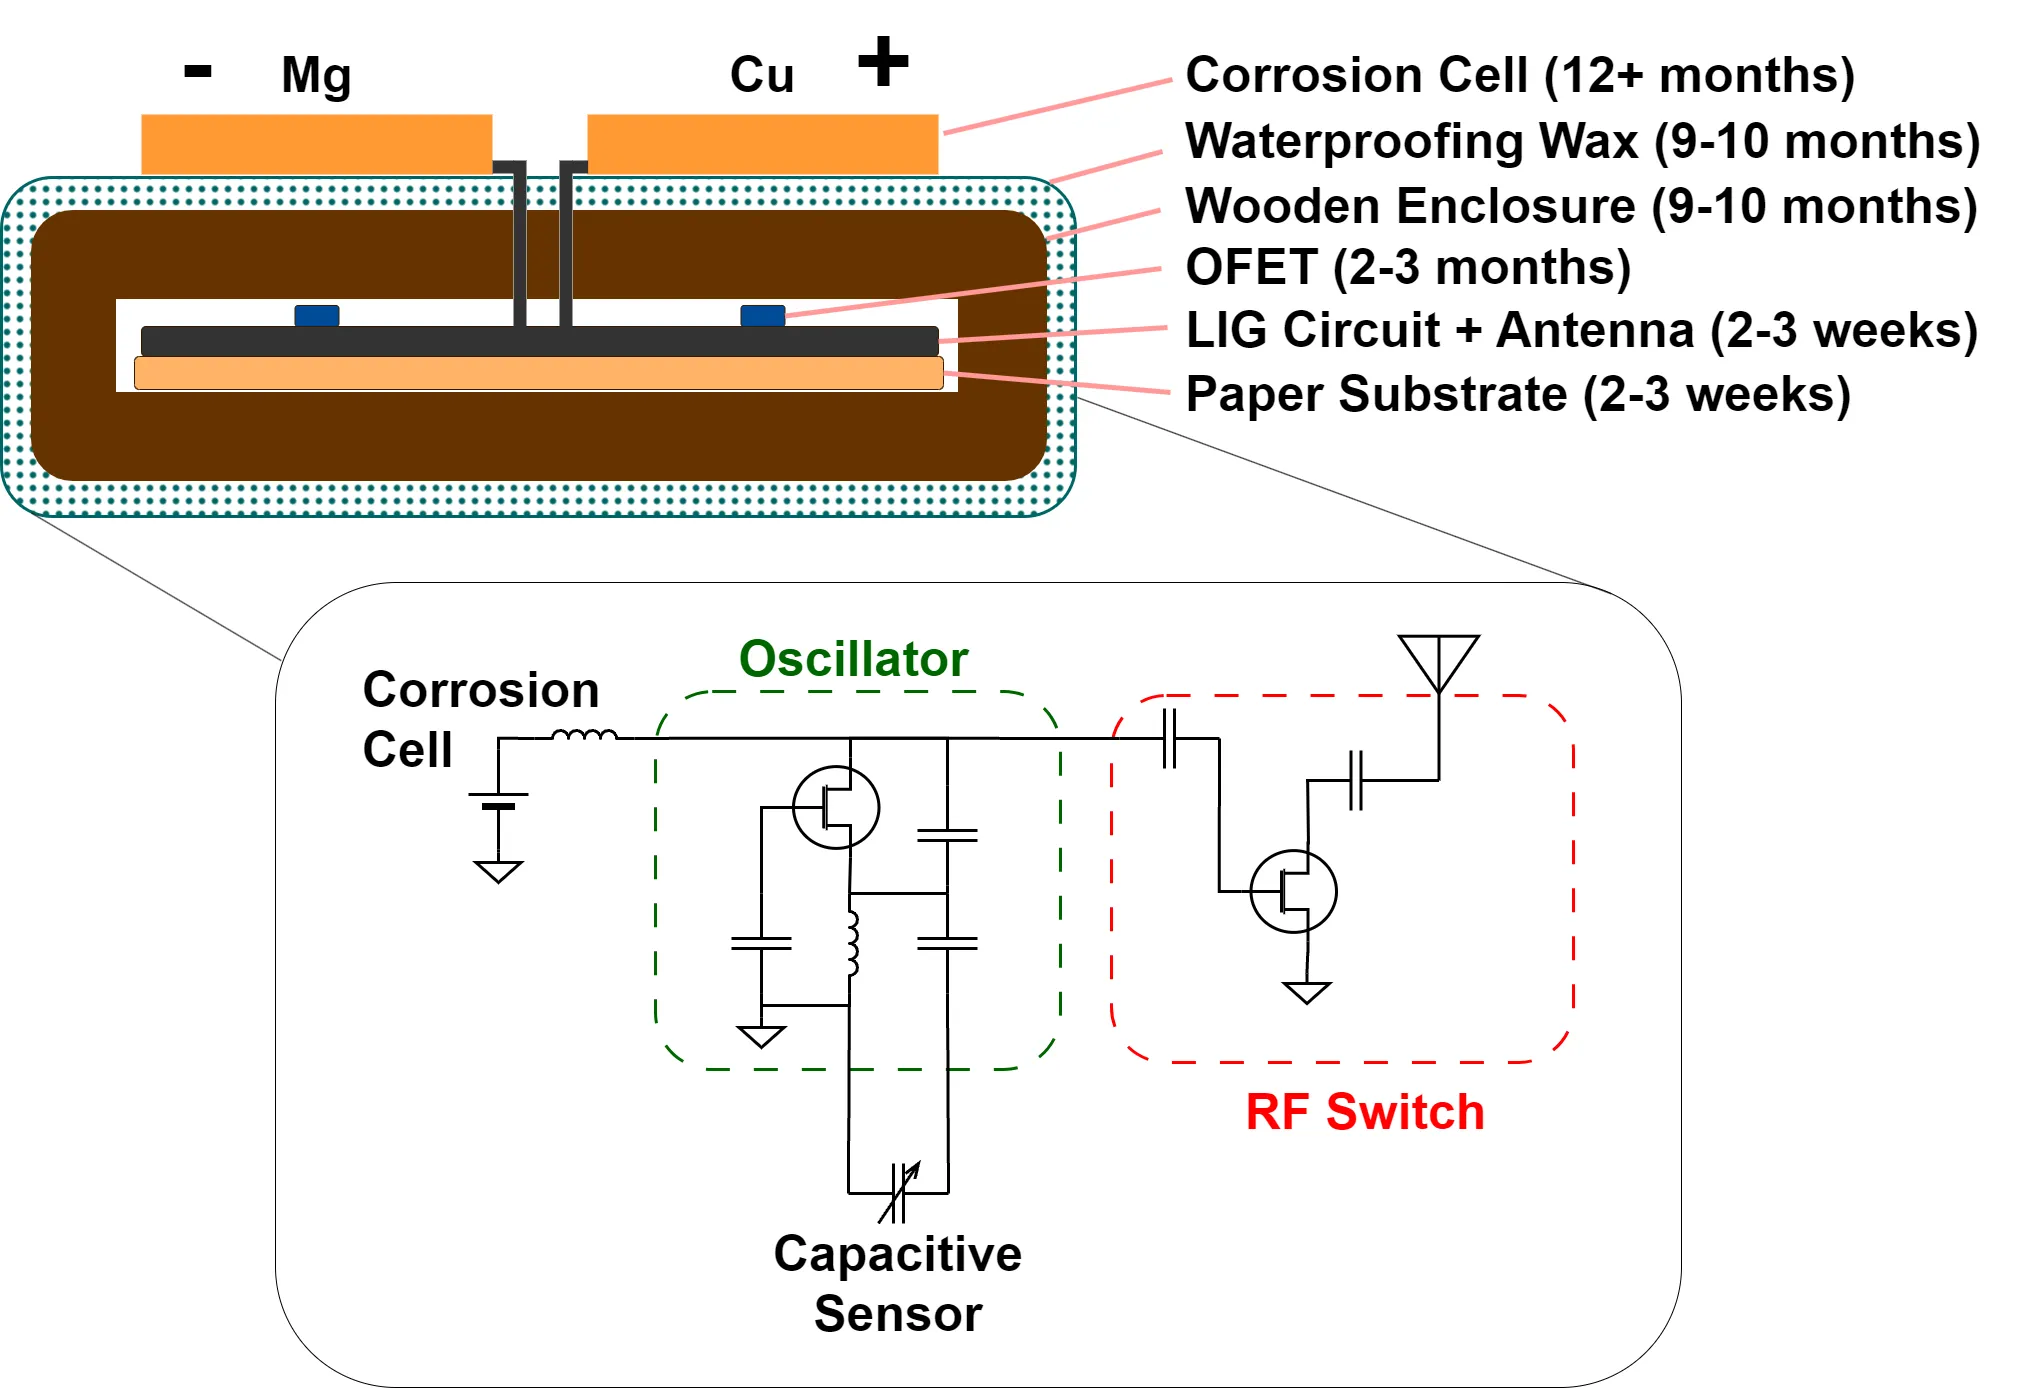 - Mg Cu +
Corrosion Cell (12+ months)
Waterproofing Wax (9-10 months)
Wooden Enclosure (9-10 months)
OFET (2-3 months)
LIG Circuit + Antenna (2-3 weeks)
Paper Substrate (2-3 weeks)
Oscillator
Corrosion
Cell
RF Switch
Capacitive
Sensor